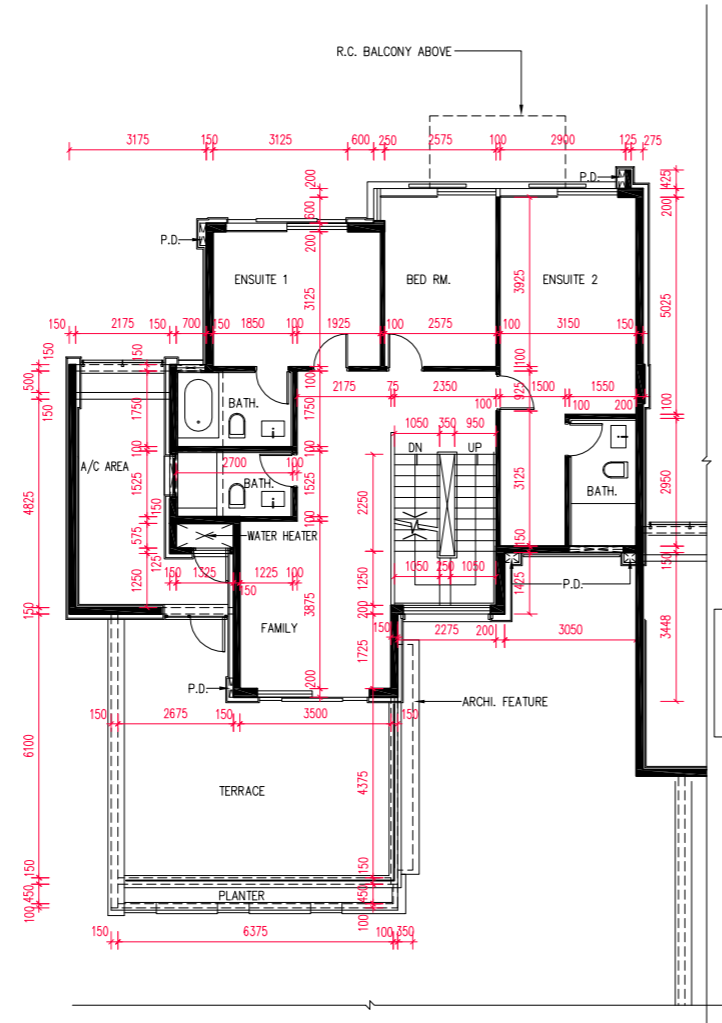 R.C. BALCONY ABOVE
3175 150 3125 600 250 2575 100 2900 125 275
P.D.
425
200
200
600
P.D.
200
ENSUITE 1
BED RM.
ENSUITE 2
3125
3925
5025
150 2175 150 700 150 1850 100 1925 100 2575 100 3150 150
150
150
500
100
100
2175 75 2350
925
1500 1550
150
1750
BATH.
1750
100
100 200
100
1050 350 950
DN UP
100
100
A/C AREA
2700 100
BATH.
1525
1525
2250
3125
BATH.
2950
4825
150
100
575
WATER HEATER
150
150
125
150 1325 1225 100
150
1250
1250
1050 250 1050
P.D.
1425
150
3875
200
FAMILY
150
2275 200 3050
1725
3448
P.D.
200
ARCHI. FEATURE
150 2675 150 3500 150
6100
4375
TERRACE
150
150
450
PLANTER
450
100
100
150 6375 100 350